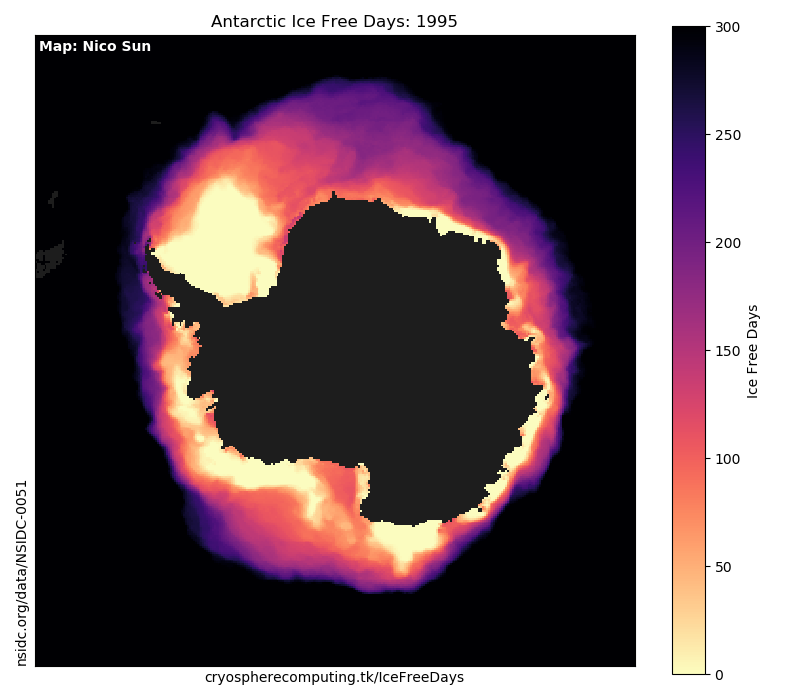 Antarctic Ice Free Days: 1995
Map: Nico Sun
300
250
200
150
100
50
0
Ice Free Days
nsidc.org/data/NSIDC-0051
cryospherecomputing.tk/IceFreeDays